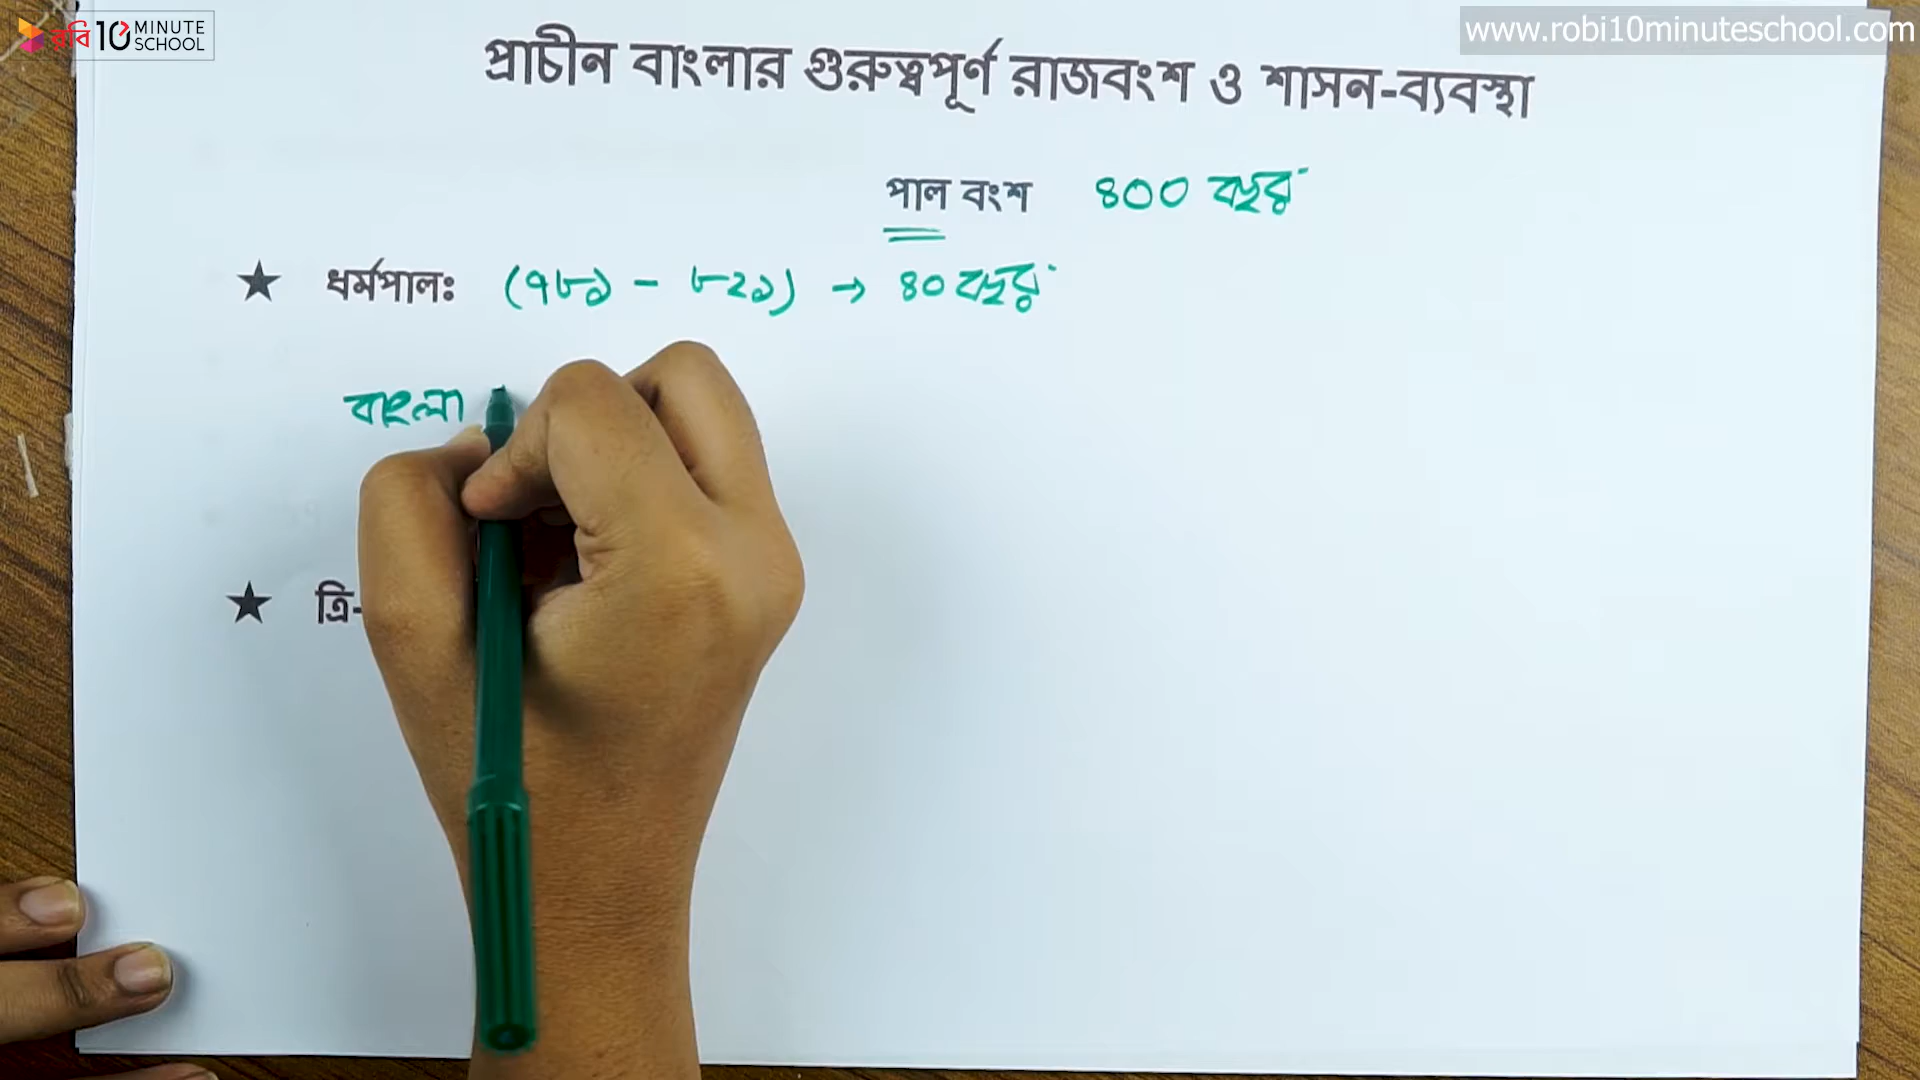 রবি 10 MINUTE SCHOOL
www.robi10minuteschool.com
প্রাচীন বাংলার গুরুত্বপূর্ণ রাজবংশ ও শাসন-ব্যবস্থা
পাল বংশ ৪০০ বছর
★ ধর্মপালঃ (৭৮১ - ৮২১) → ৪০ বছর
বাংলা
★ ত্রি-